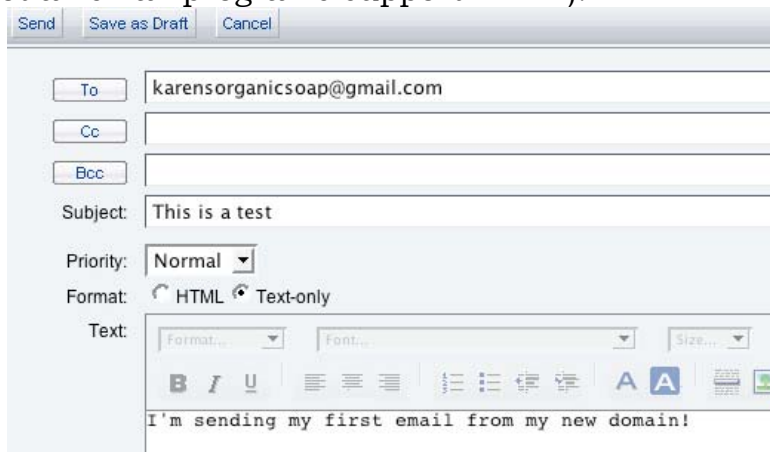 Send Save as Draft Cancel
To karensorganicsoap@gmail.com
Cc
Bcc
Subject: This is a test
Priority: Normal
Format: HTML Text-only
Text: Format... Font... Size...
B I U A A
I'm sending my first email from my new domain!